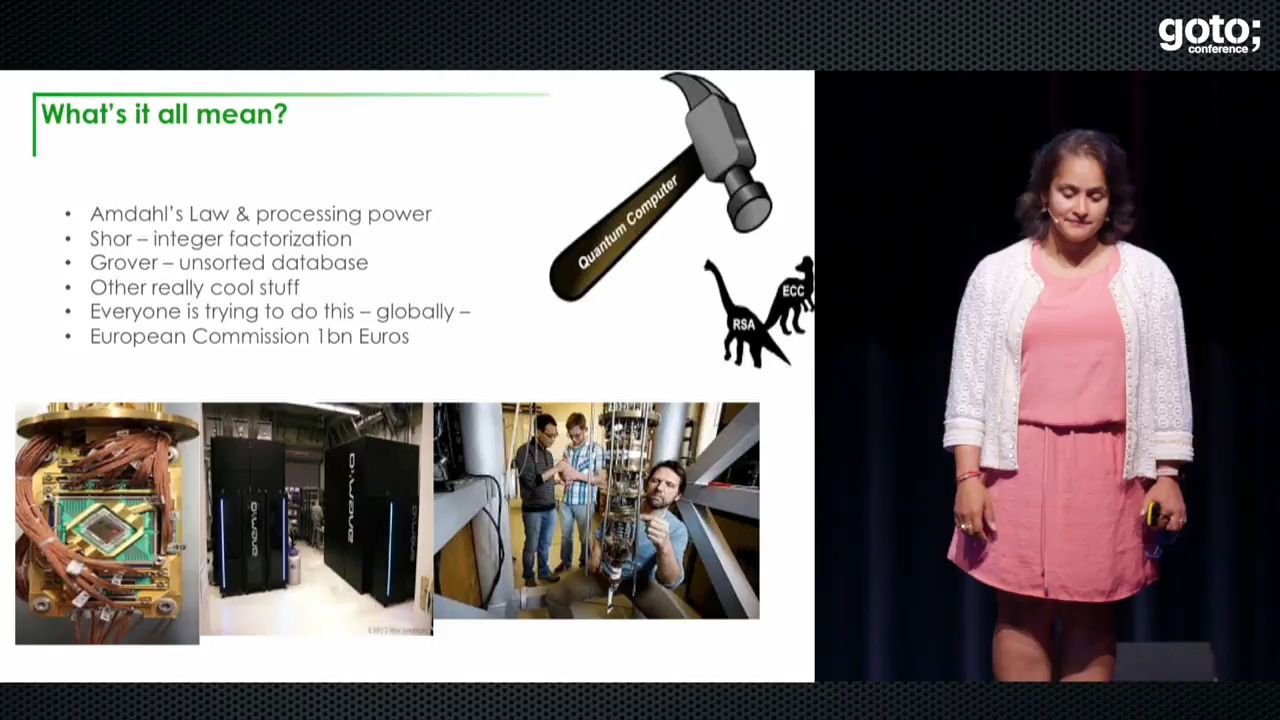 goto;
conference
What's it all mean?
• Amdahl's Law & processing power
• Shor – integer factorization
• Grover – unsorted database
• Other really cool stuff
• Everyone is trying to do this – globally –
• European Commission 1bn Euros
Quantum Computer
ECC
RSA
D:WAVE
D:WAVE